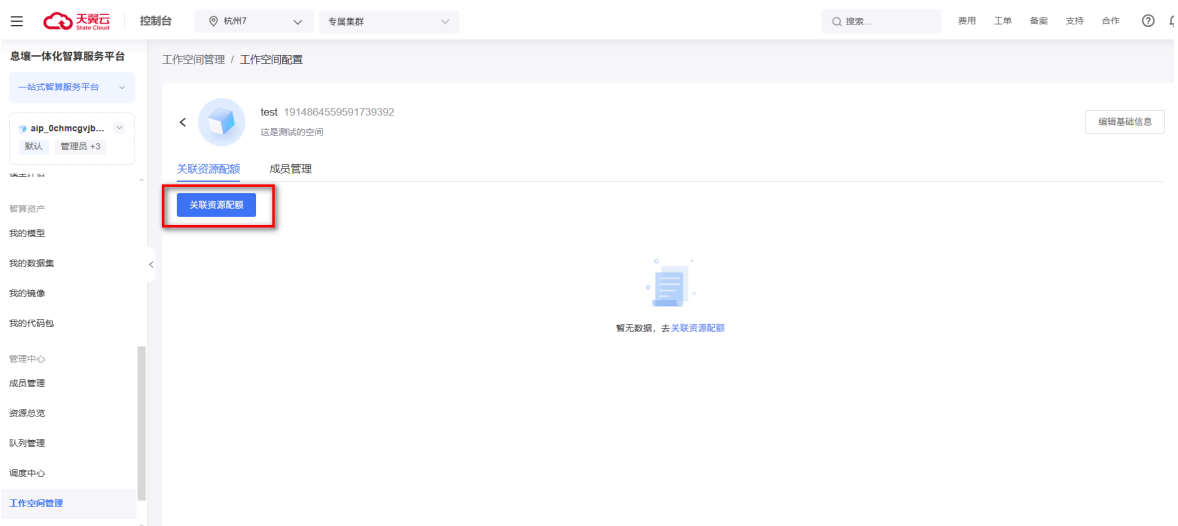 天翼云
State Cloud
控制台
杭州7
专属集群
搜索...
费用
工单
备案
支持
合作
息壤一体化智算服务平台
工作空间管理 / 工作空间配置
一站式智算服务平台
aip_0chmcgvjb...
默认
管理员 +3
test 1914864559591739392
这是测试的空间
编辑基础信息
关联资源配额
成员管理
关联资源配额
智算资产
我的模型
我的数据集
我的镜像
我的代码包
暂无数据，去关联资源配额
管理中心
成员管理
资源总览
队列管理
调度中心
工作空间管理